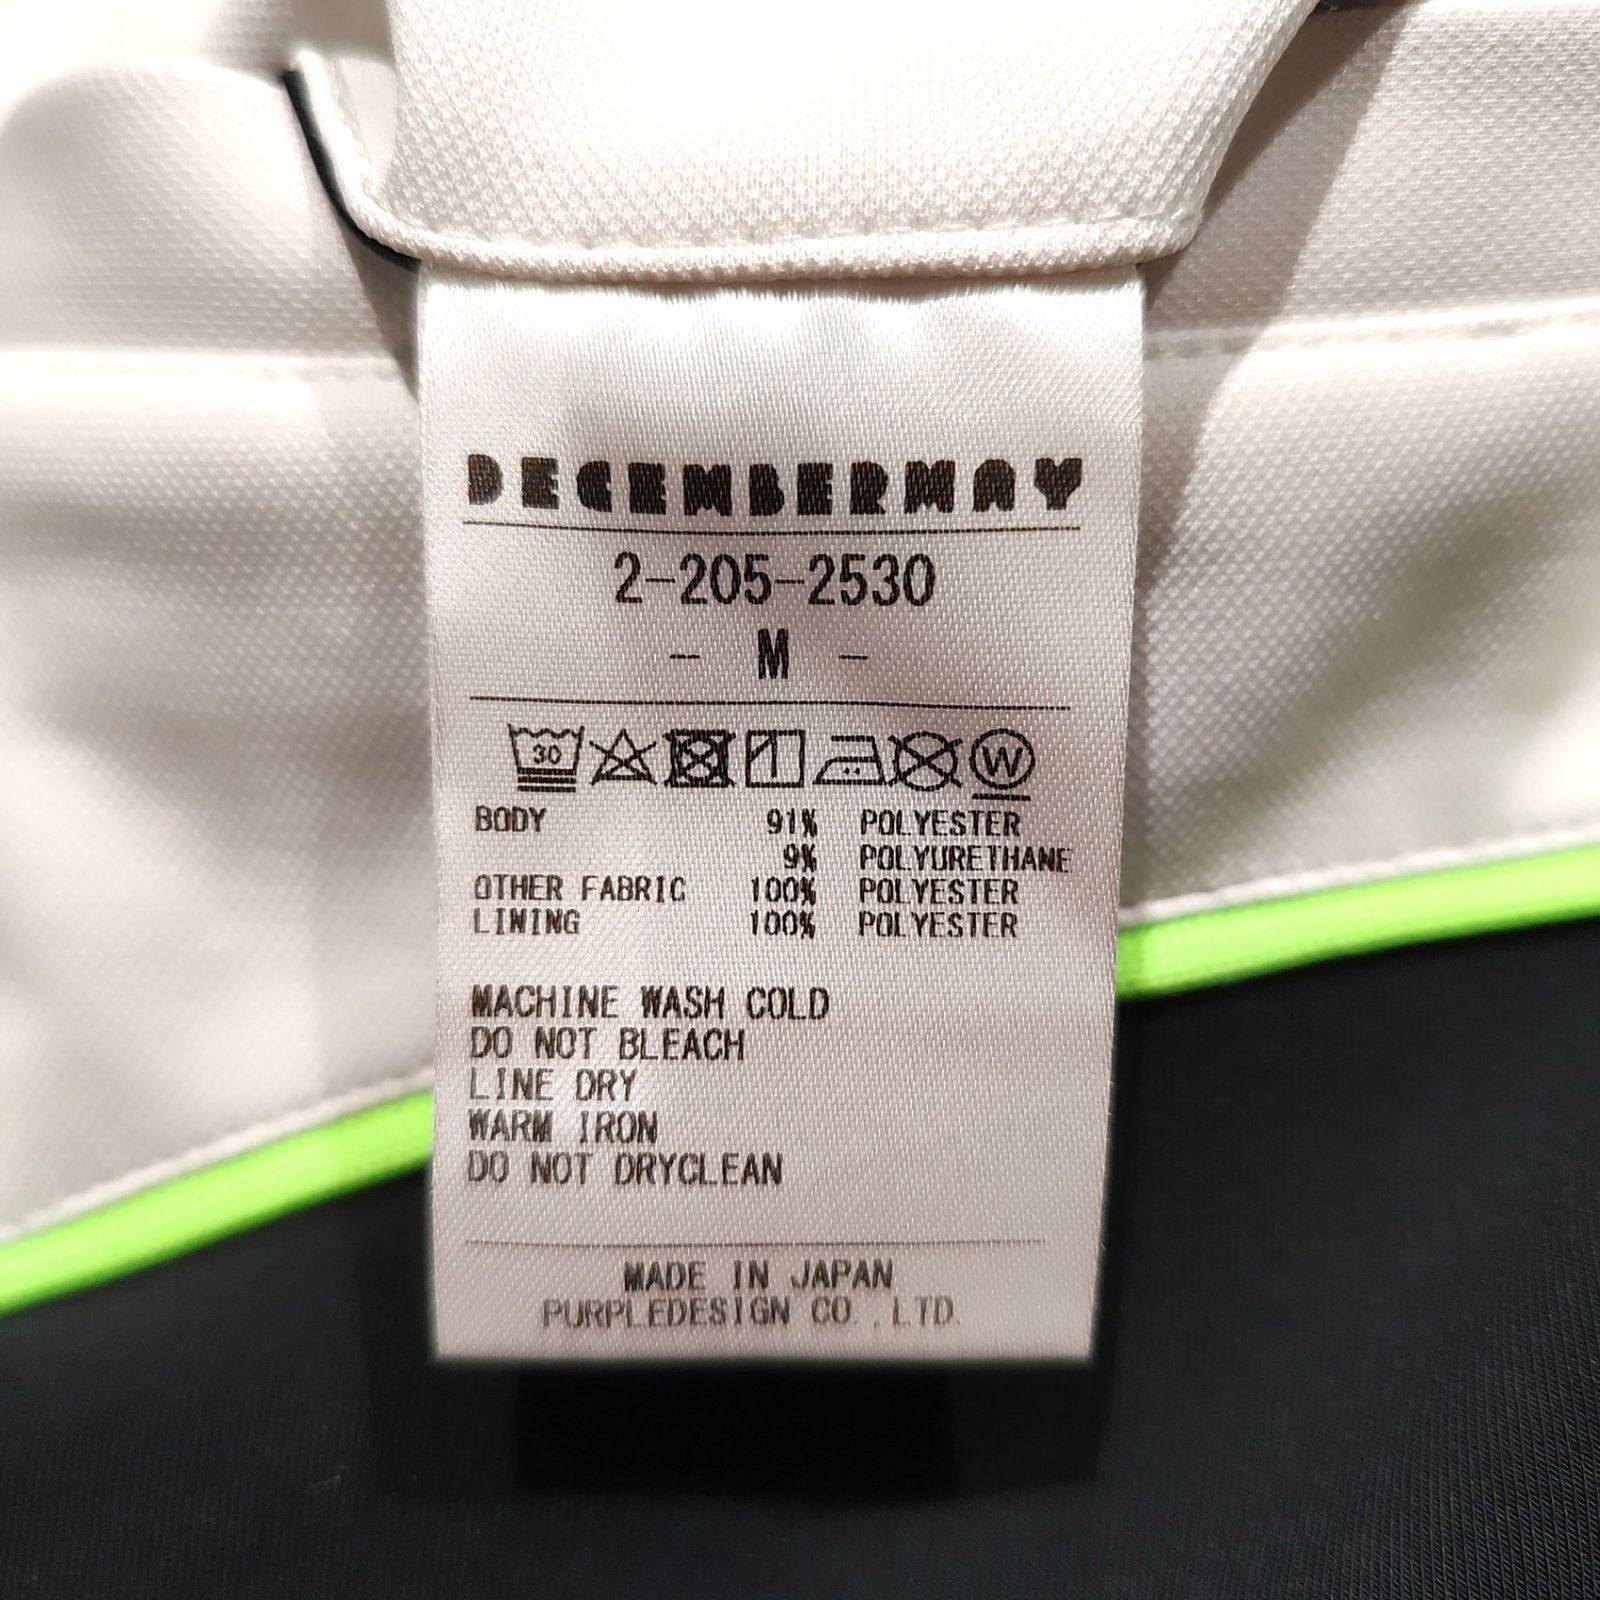 DECEMBERMAY
2-205-2530
- M -
30 W
BODY 91% POLYESTER
9% POLYURETHANE
OTHER FABRIC 100% POLYESTER
LINING 100% POLYESTER
MACHINE WASH COLD
DO NOT BLEACH
LINE DRY
WARM IRON
DO NOT DRYCLEAN
MADE IN JAPAN
PURPLEDESIGN CO.,LTD.